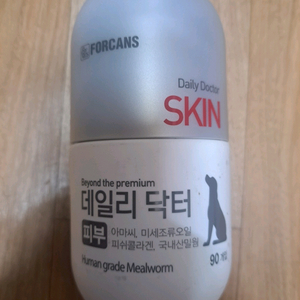 FORCANS
Daily Doctor
SKIN
Beyond the premium
데일리 닥터
피부
아마씨, 미세조류오일
피쉬콜라겐, 국내산밀웜
Human grade Mealworm
90